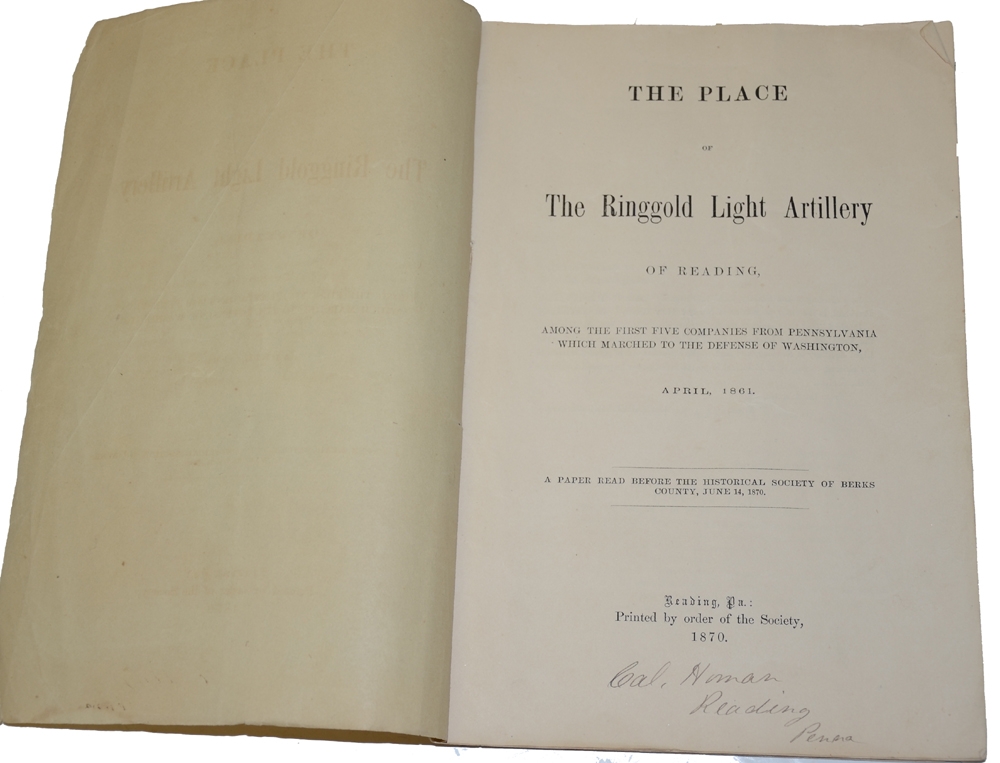 THE PLACE
OF
The Ringgold Light Artillery
OF READING,
AMONG THE FIRST FIVE COMPANIES FROM PENNSYLVANIA
WHICH MARCHED TO THE DEFENSE OF WASHINGTON,
APRIL, 1861.
A PAPER READ BEFORE THE HISTORICAL SOCIETY OF BERKS
COUNTY, JUNE 14, 1870.
Reading, Pa.:
Printed by order of the Society,
1870.
Cal. Homan
Reading
Penna